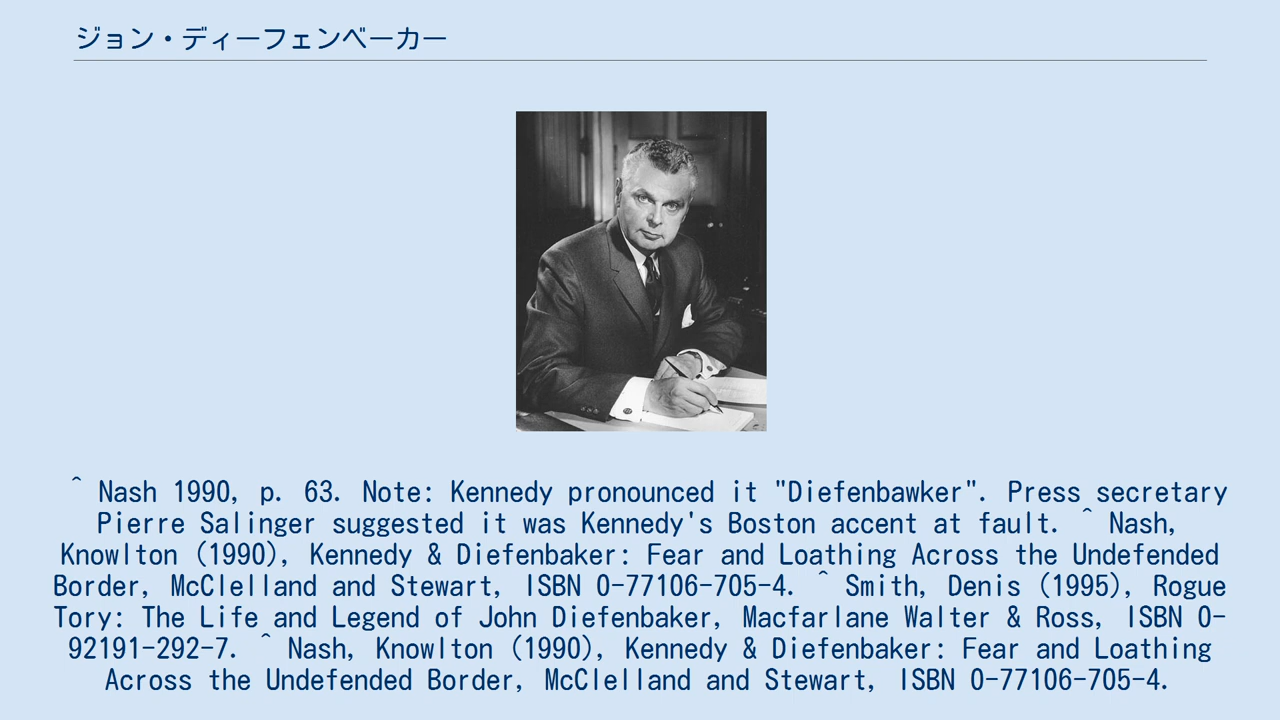 ジョン・ディーフェンベーカー
^ Nash 1990, p. 63. Note: Kennedy pronounced it "Diefenbawker". Press secretary
Pierre Salinger suggested it was Kennedy's Boston accent at fault. ^ Nash,
Knowlton (1990), Kennedy & Diefenbaker: Fear and Loathing Across the Undefended
Border, McClelland and Stewart, ISBN 0-77106-705-4. ^ Smith, Denis (1995), Rogue
Tory: The Life and Legend of John Diefenbaker, Macfarlane Walter & Ross, ISBN 0-
92191-292-7. ^ Nash, Knowlton (1990), Kennedy & Diefenbaker: Fear and Loathing
Across the Undefended Border, McClelland and Stewart, ISBN 0-77106-705-4.